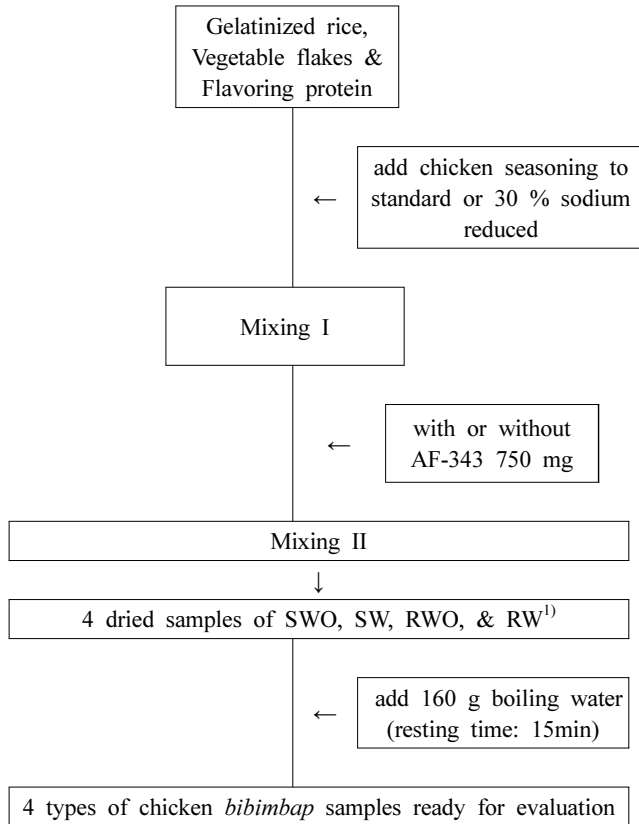 Gelatinized rice,
Vegetable flakes &
Flavoring protein
←
add chicken seasoning to
standard or 30 % sodium
reduced
Mixing I
←
with or without
AF-343 750 mg
Mixing II
↓
4 dried samples of SWO, SW, RWO, & RW1)
←
add 160 g boiling water
(resting time: 15min)
4 types of chicken bibimbap samples ready for evaluation